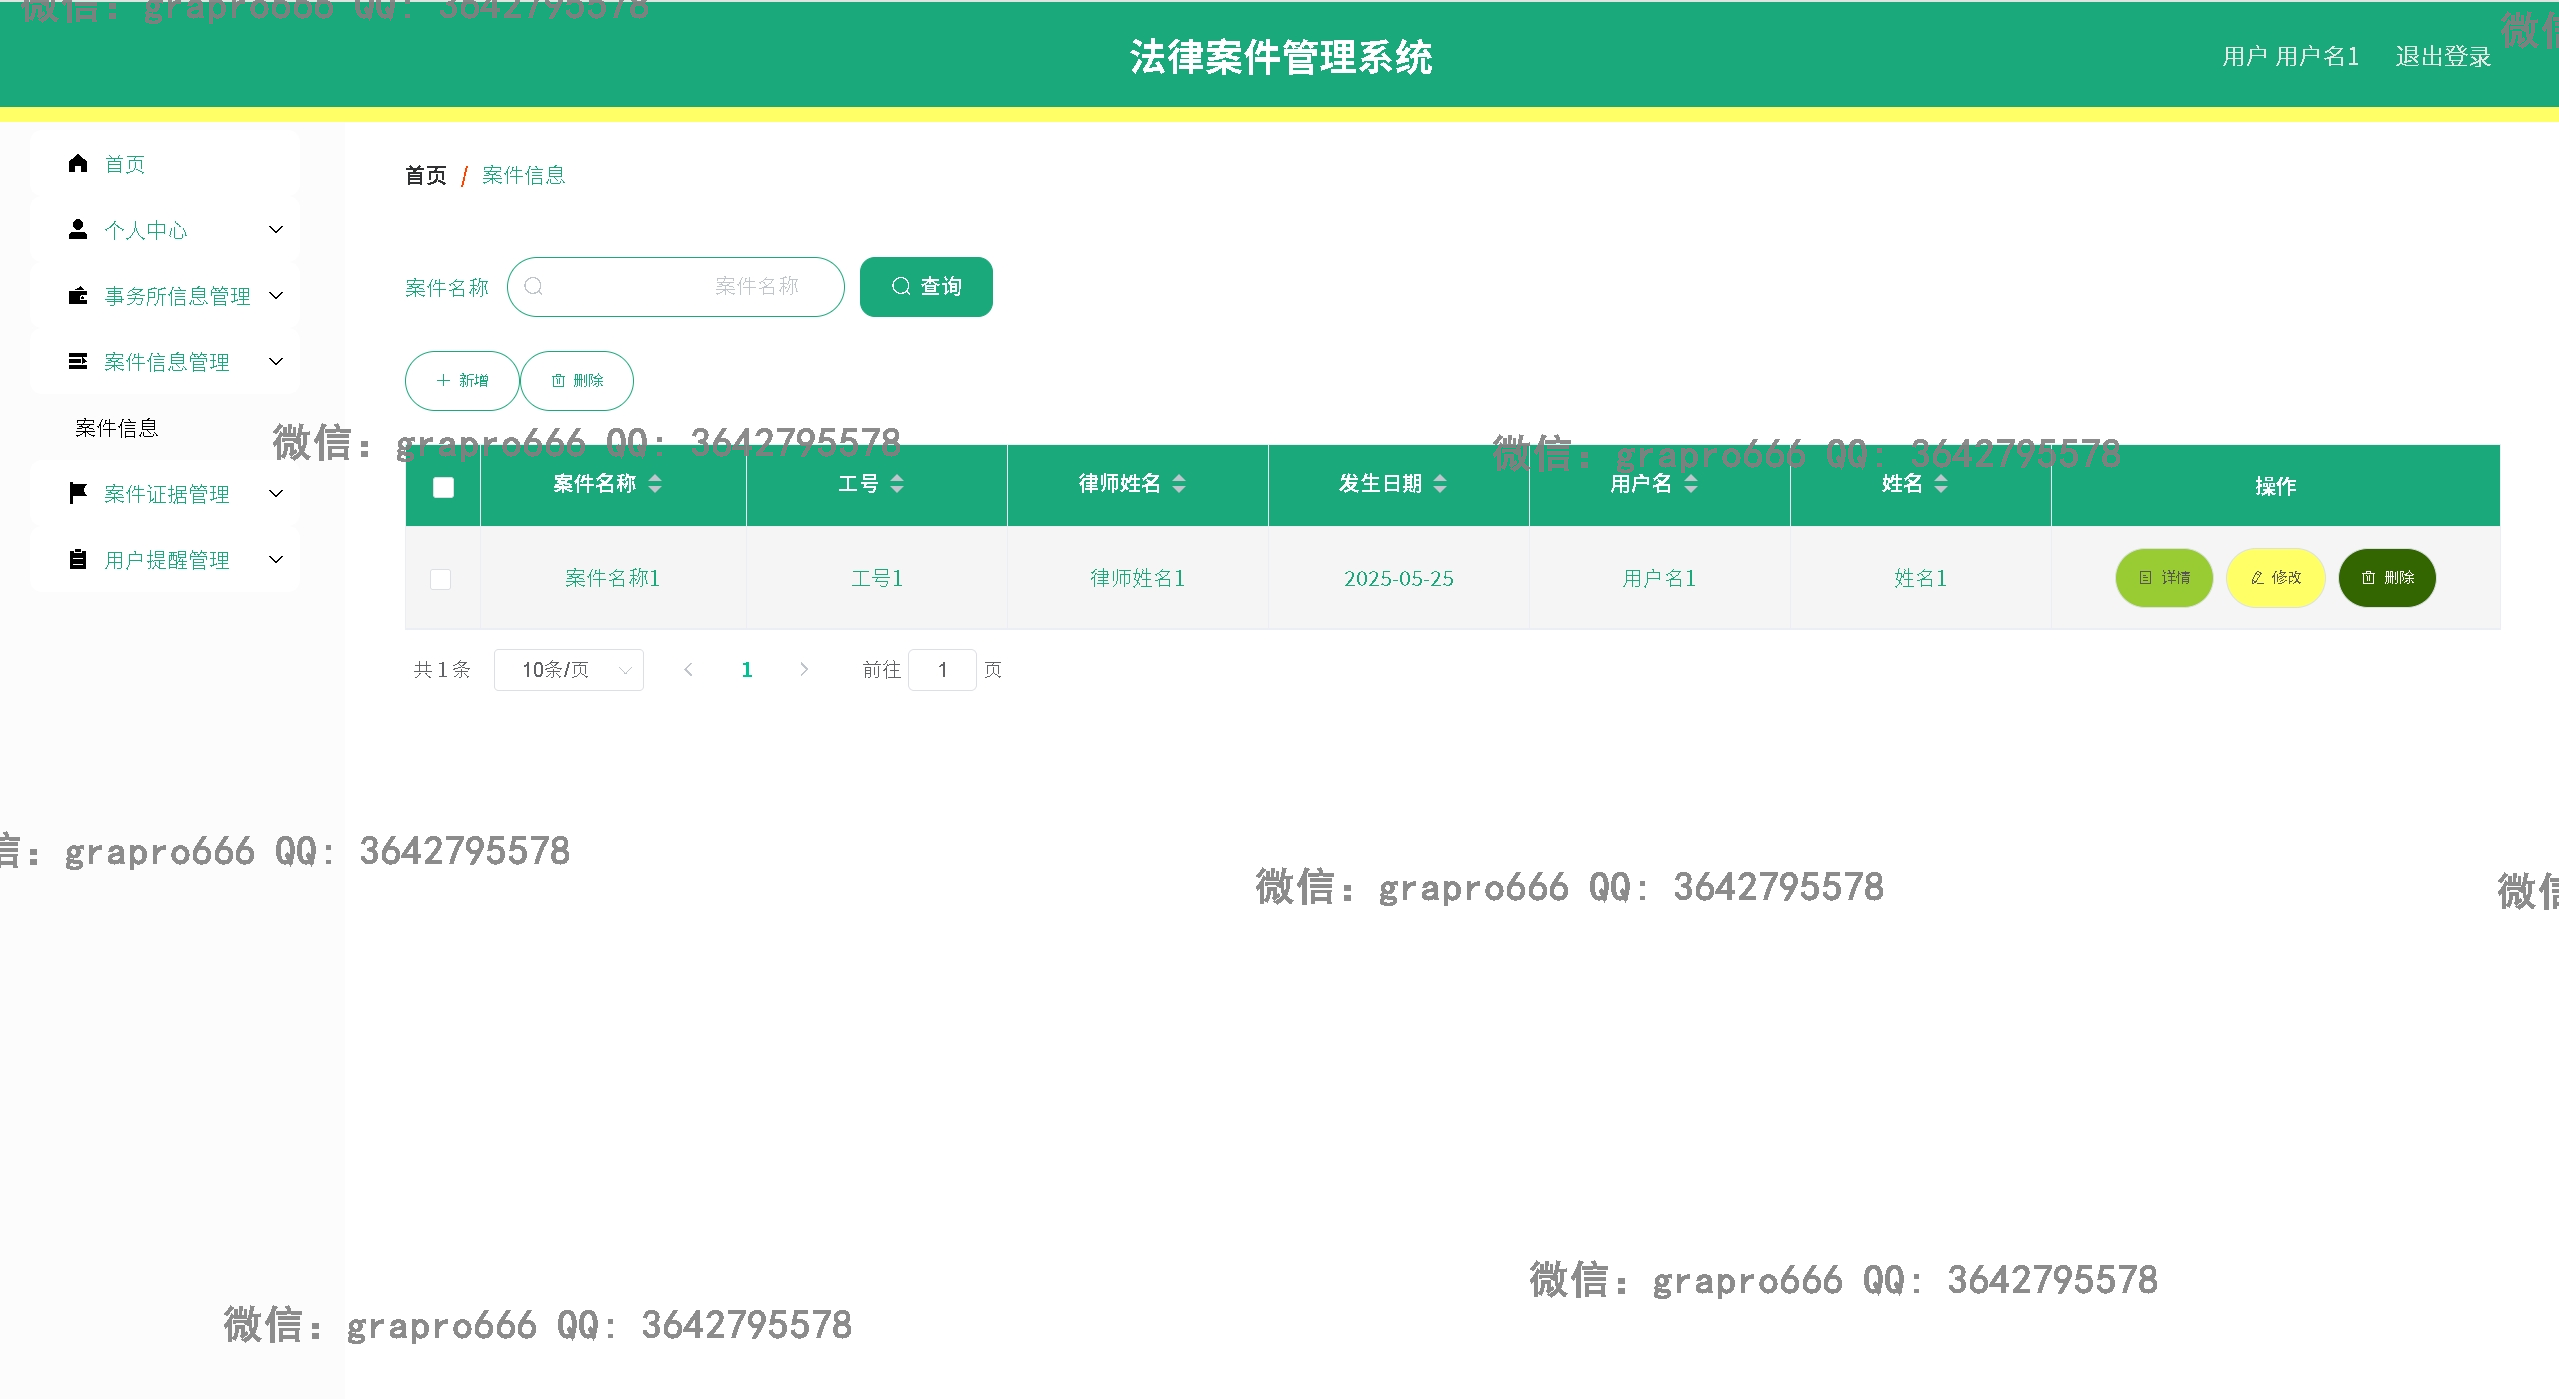 微信: grapro666 QQ: 3642795578
法律案件管理系统
用户 用户名1 退出登录
微信
首页
个人中心
事务所信息管理
案件信息管理
案件信息
案件证据管理
用户提醒管理
首页 / 案件信息
案件名称 案件名称 查询
新增 删除
微信: grapro666 QQ: 3642795578
微信: grapro666 QQ: 3642795578
案件名称 工号 律师姓名 发生日期 用户名 姓名 操作
案件名称1 工号1 律师姓名1 2025-05-25 用户名1 姓名1 详情 修改 删除
共 1 条 10条/页 1 前往 1 页
信: grapro666 QQ: 3642795578
微信: grapro666 QQ: 3642795578
微信
微信: grapro666 QQ: 3642795578
微信: grapro666 QQ: 3642795578